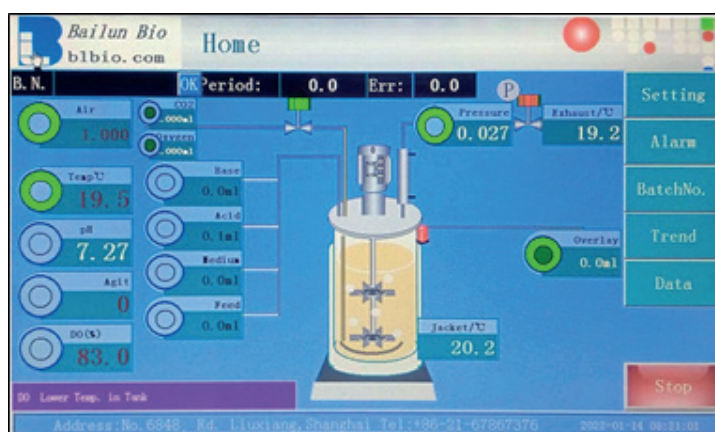 Bailun Bio
blbio.com
Home
B.N.
OK Period: 0.0 Err: 0.0
Setting
Alarm
BatchNo.
Trend
Data
Stop
Air
1.000
CO2
.000ml
Oxygen
.000ml
Temp℃
19.5
pH
7.27
Agit
0
DO(%)
83.0
Base
0.0ml
Acid
0.1ml
Medium
0.0ml
Feed
0.0ml
P
Pressure
0.027
Exhaust/℃
19.2
Overlay
0.0ml
Jacket/℃
20.2
DO Lower Temp. in Tank
Address:No.6848, Rd. Liuxiang,Shanghai Tel:+86-21-67867376
2022-01-14 08:21:01